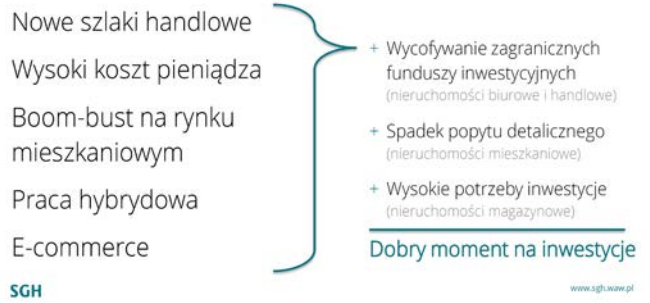 Nowe szlaki handlowe
Wysoki koszt pieniądza
Boom-bust na rynku
mieszkaniowym
Praca hybrydowa
E-commerce
+ Wycofywanie zagranicznych
funduszy inwestycyjnych
(nieruchomości biurowe i handlowe)
+ Spadek popytu detalicznego
(nieruchomości mieszkaniowe)
+ Wysokie potrzeby inwestycje
(nieruchomości magazynowe)
Dobry moment na inwestycje
SGH
www.sgh.waw.pl